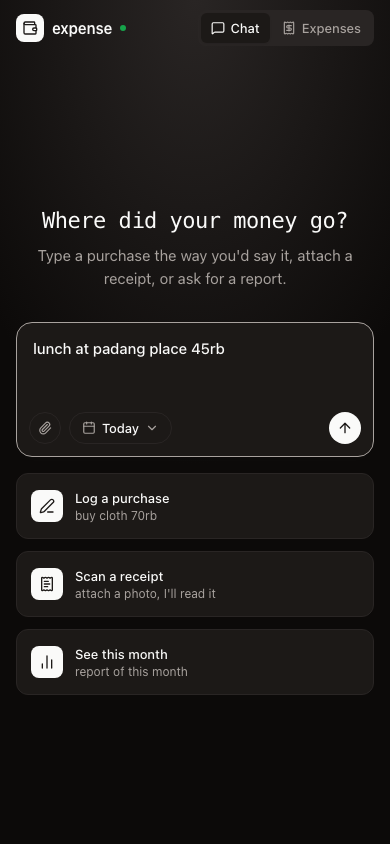 expense
Chat
Expenses
Where did your money go?
Type a purchase the way you'd say it, attach a
receipt, or ask for a report.
lunch at padang place 45rb
Today
Log a purchase
buy cloth 70rb
Scan a receipt
attach a photo, I'll read it
See this month
report of this month